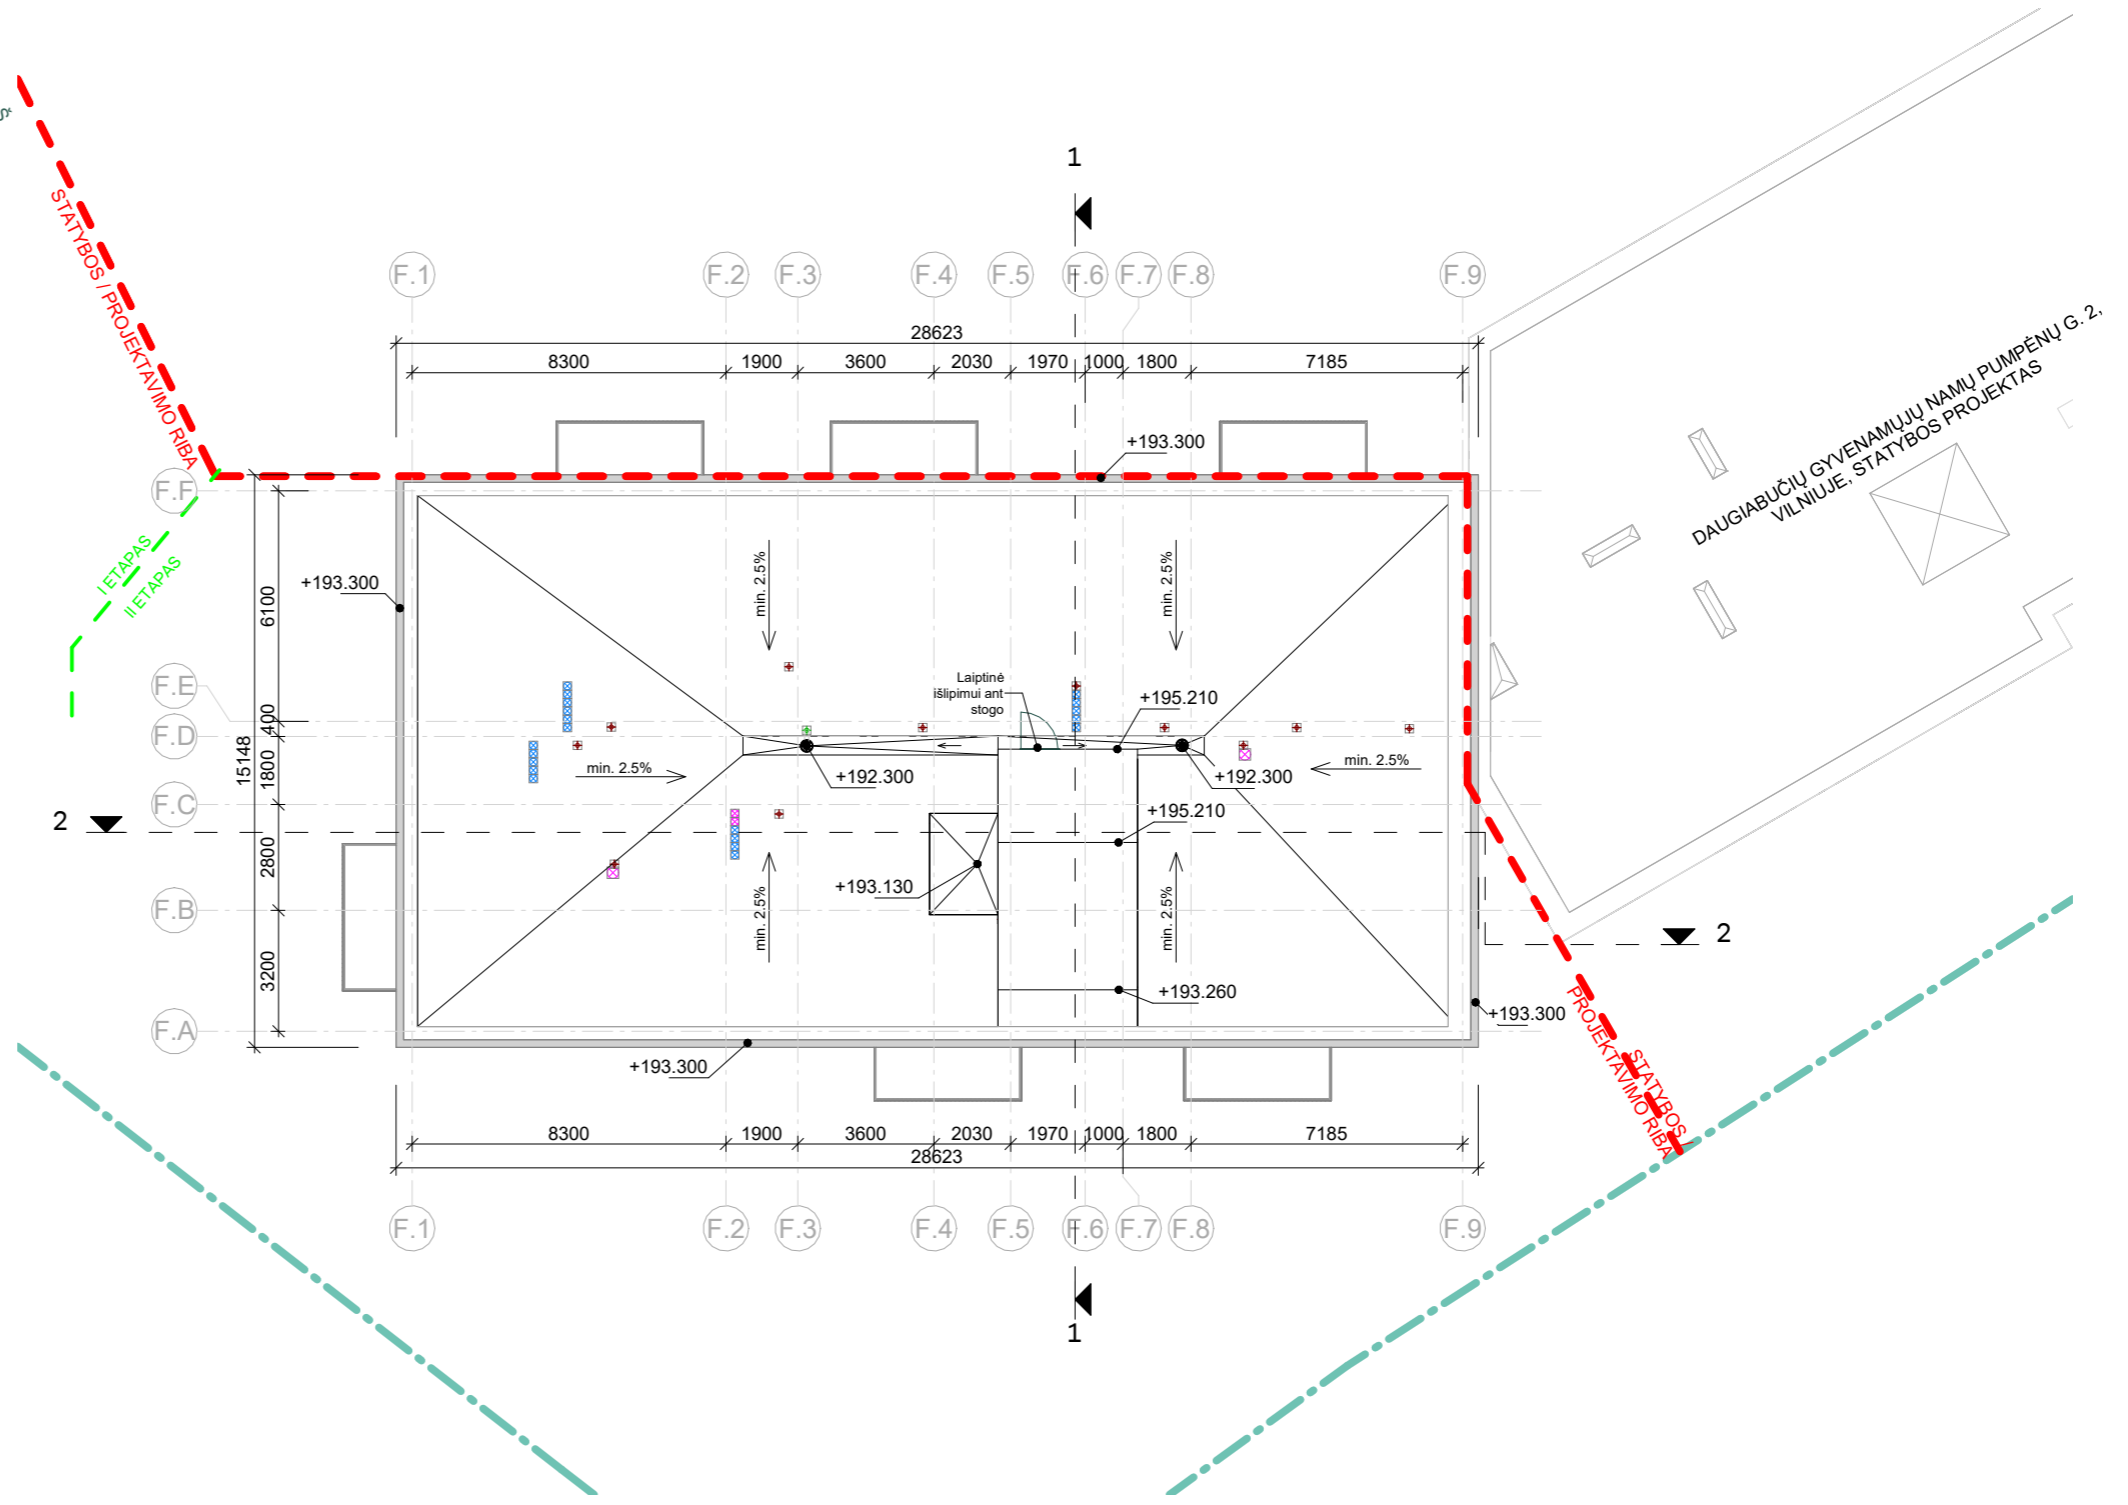 Š
1
STATYBOS / PROJEKTAVIMO RIBA
F.1
F.2
F.3
F.4
F.5
F.6
F.7
F.8
F.9
28623
8300
1900
3600
2030
1970
1000
1800
7185
DAUGIABUČIŲ GYVENAMŲJŲ NAMŲ PUMPĖNŲ G. 2,
VILNIUJE, STATYBOS PROJEKTAS
+193.300
F.F
I ETAPAS
II ETAPAS
+193.300
6100
min. 2.5%
min. 2.5%
F.E
Laiptinė
išlipimui ant
stogo
+195.210
400
F.D
15148
1800
min. 2.5%
+192.300
+192.300
min. 2.5%
F.C
2
+195.210
2800
+193.130
F.B
min. 2.5%
min. 2.5%
2
3200
+193.260
+193.300
F.A
+193.300
STATYBOS /
PROJEKTAVIMO RIBA
8300
1900
3600
2030
1970
1000
1800
7185
28623
F.1
F.2
F.3
F.4
F.5
F.6
F.7
F.8
F.9
1